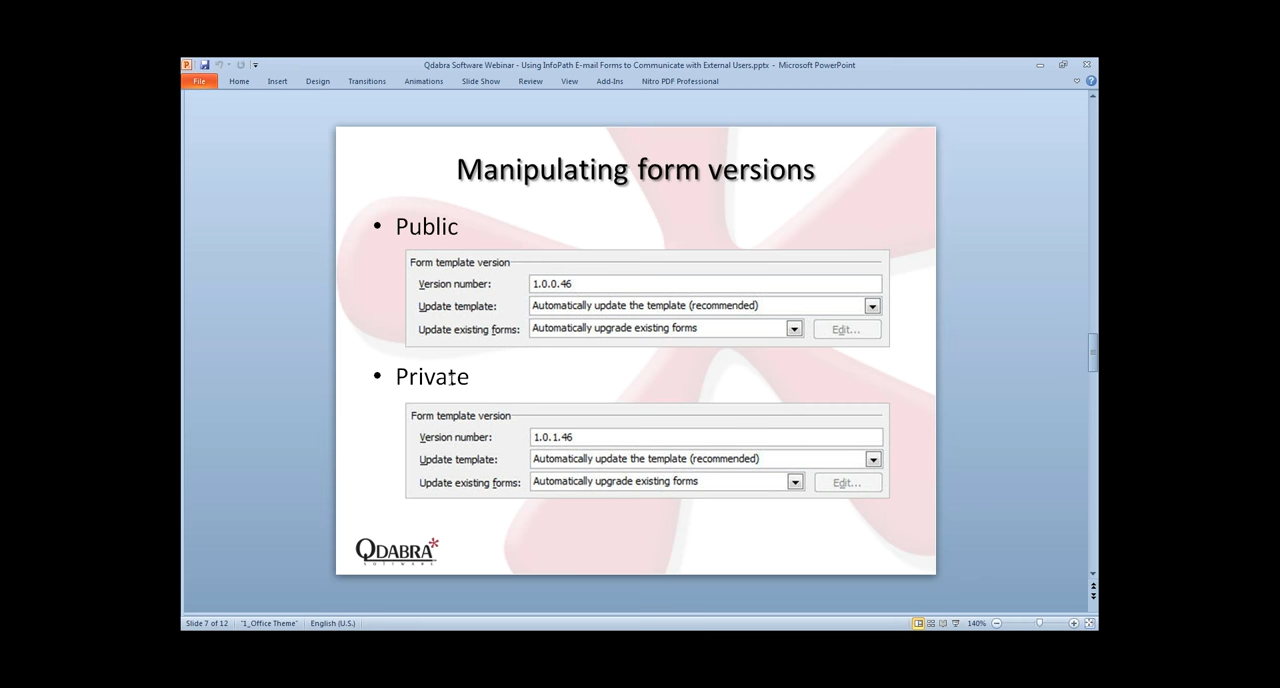 Qdabra Software Webinar - Using InfoPath E-mail Forms to Communicate with External Users.pptx - Microsoft PowerPoint
File Home Insert Design Transitions Animations Slide Show Review View Add-Ins Nitro PDF Professional
Manipulating form versions
• Public
Form template version
Version number: 1.0.0.46
Update template: Automatically update the template (recommended)
Update existing forms: Automatically upgrade existing forms Edit...
• Private
Form template version
Version number: 1.0.1.46
Update template: Automatically update the template (recommended)
Update existing forms: Automatically upgrade existing forms Edit...
QDABRA*
SOFTWARE
Slide 7 of 12 "1_Office Theme" English (U.S.) 140%